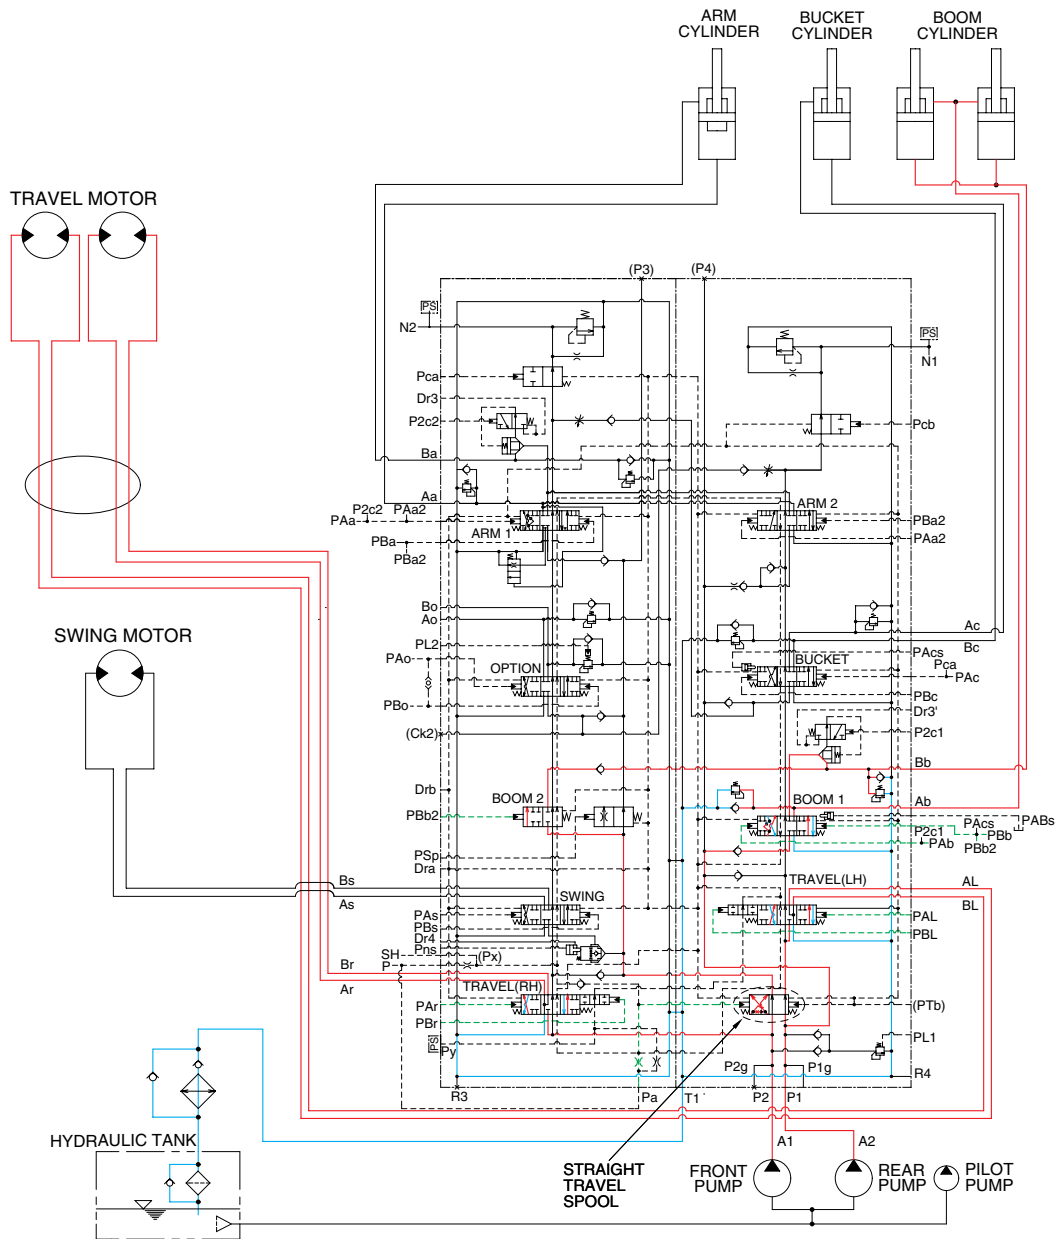 ARM
CYLINDER
BUCKET
CYLINDER
BOOM
CYLINDER
TRAVEL MOTOR
(P3)
(P4)
[PS]
N2
[PS]
N1
Pca
Dr3
P2c2
Pcb
Ba
Aa
P2c2
PAa2
PAa
ARM 1
ARM 2
PBa2
PAa2
PBa
PBa2
Bo
Ao
PL2
PAo
OPTION
PBo
(Ck2)
Ac
Bc
PAcs
Pca
PAc
BUCKET
PBc
Dr3'
P2c1
SWING MOTOR
Bb
Ab
Drb
BOOM 2
PBb2
BOOM 1
P2c1
PAcs
PABs
PBb
PAb
PBb2
PSp
Dra
TRAVEL(LH)
AL
BL
Bs
As
SWING
PAs
PBs
Dr4
Pns
PAL
PBL
SH
P
(Px)
Br
Ar
TRAVEL(RH)
PAr
PBr
[PS]
Py
(PTb)
PL1
P2g
P1g
R4
R3
Pa
T1
P2
P1
A1
A2
HYDRAULIC TANK
STRAIGHT
TRAVEL
SPOOL
FRONT
PUMP
REAR
PUMP
PILOT
PUMP